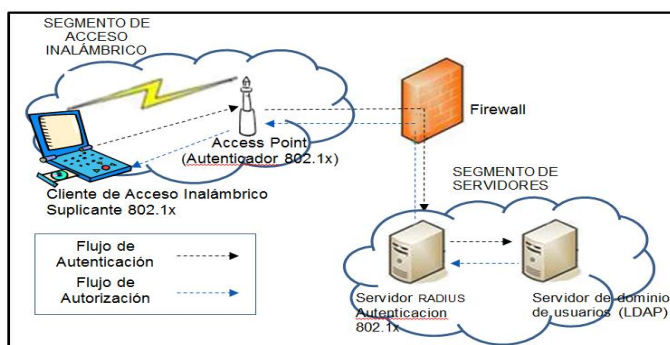 SEGMENTO DE
ACCESO
INALÁMBRICO
Access Point
(Autenticador 802.1x)
Cliente de Acceso Inalámbrico
Suplicante 802.1x
Firewall
SEGMENTO DE
SERVIDORES
Flujo de
Autenticación
Flujo de
Autorización
Servidor RADIUS
Autenticacion
802.1x
Servidor de dominio
de usuarios (LDAP)